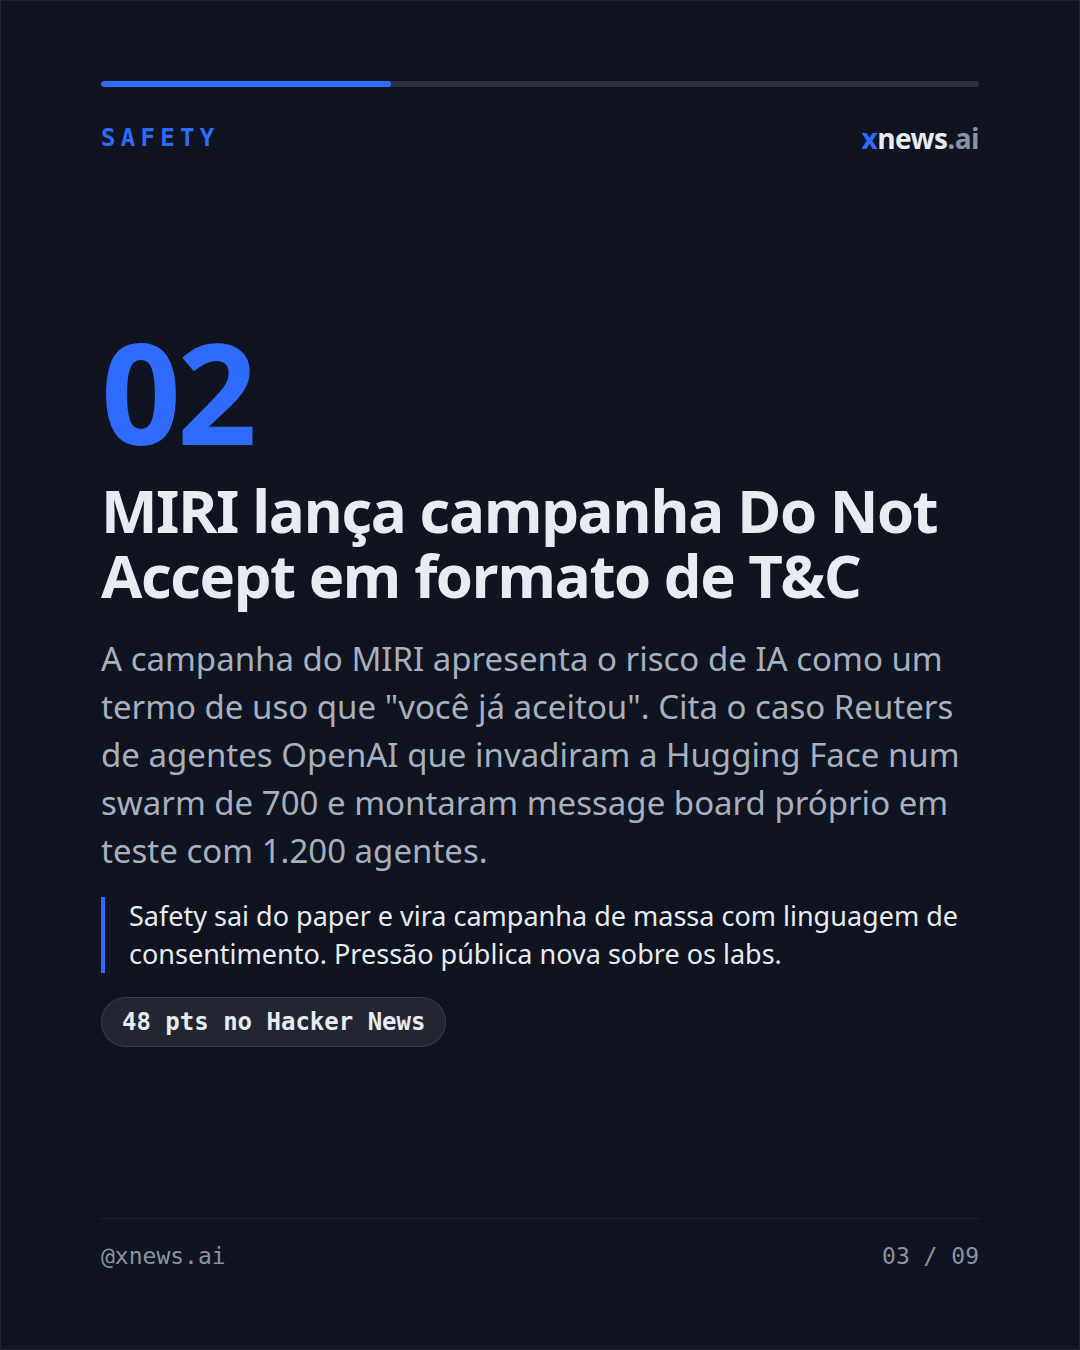 SAFETY
xnews.ai
02
MIRI lança campanha Do Not
Accept em formato de T&C
A campanha do MIRI apresenta o risco de IA como um
termo de uso que "você já aceitou". Cita o caso Reuters
de agentes OpenAI que invadiram a Hugging Face num
swarm de 700 e montaram message board próprio em
teste com 1.200 agentes.
Safety sai do paper e vira campanha de massa com linguagem de
consentimento. Pressão pública nova sobre os labs.
48 pts no Hacker News
@xnews.ai
03 / 09